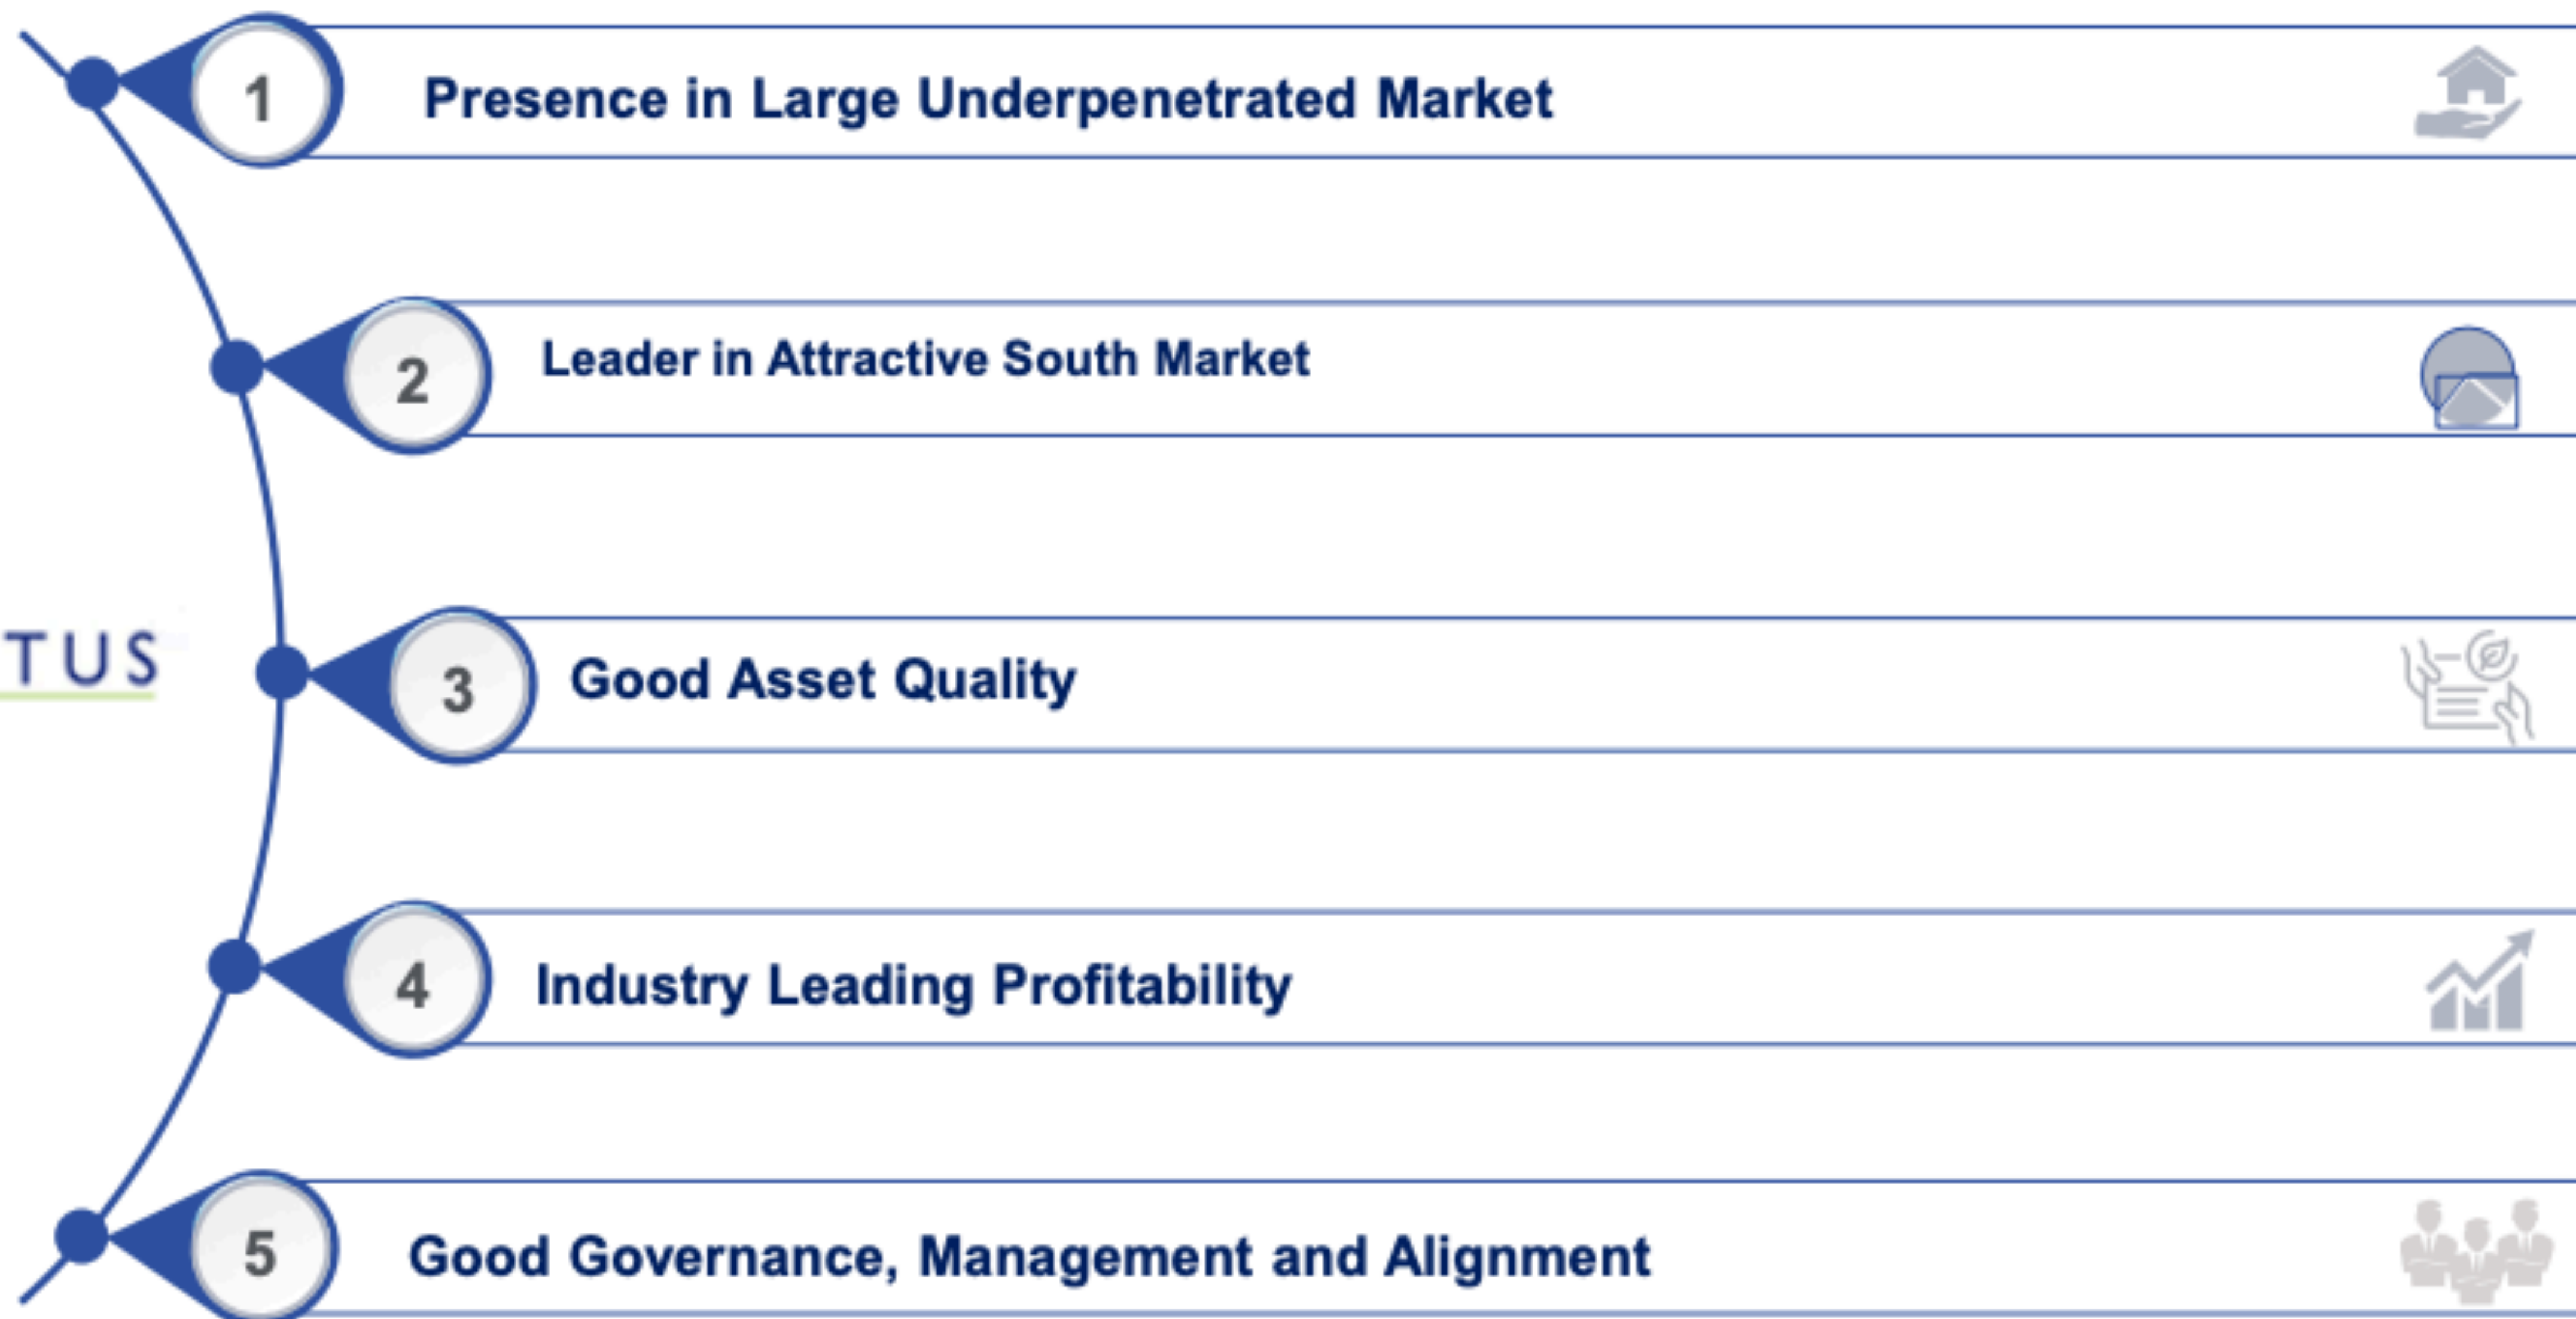 1
Presence in Large Underpenetrated Market
2
Leader in Attractive South Market
TUS
3
Good Asset Quality
4
Industry Leading Profitability
5
Good Governance, Management and Alignment